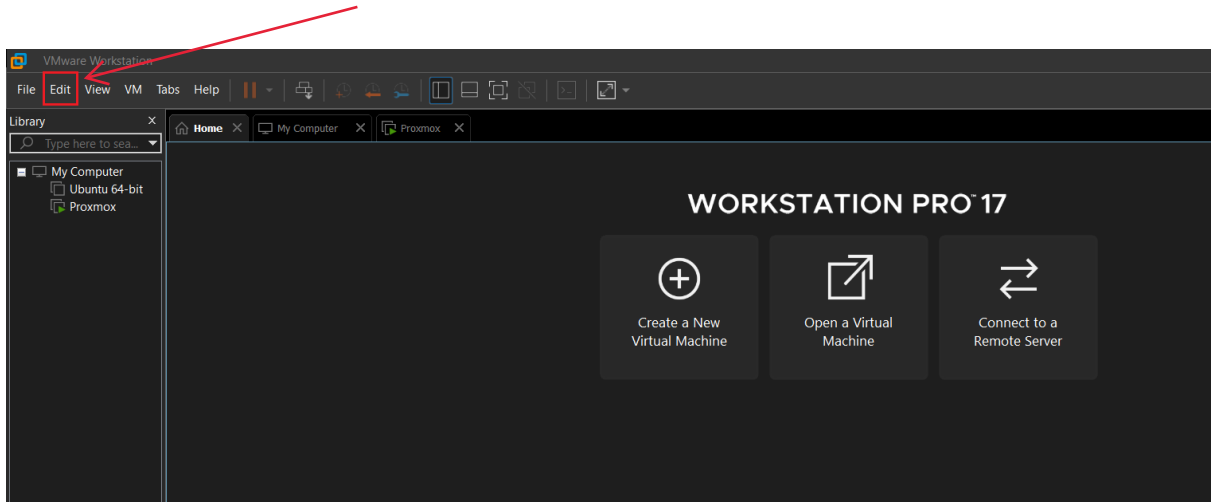 VMware Workstation
File Edit View VM Tabs Help
Library X
Home My Computer Proxmox
Type here to sea...
My Computer
Ubuntu 64-bit
Proxmox
WORKSTATION PRO™ 17
Create a New
Virtual Machine
Open a Virtual
Machine
Connect to a
Remote Server